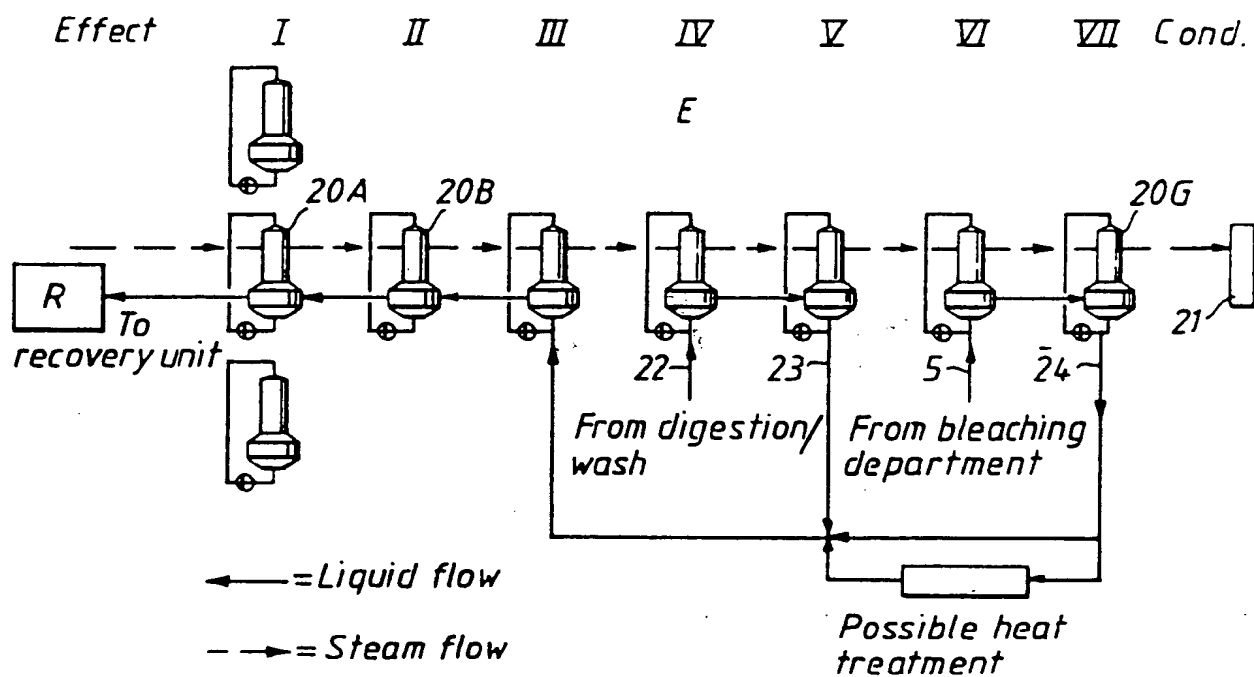 Effect I II III IV V VI VII Cond.
E
20A 20B 20G
R
To
recovery unit
21
22 23 5 24
From digestion/
wash
From bleaching
department
=Liquid flow
=Steam flow
Possible heat
treatment